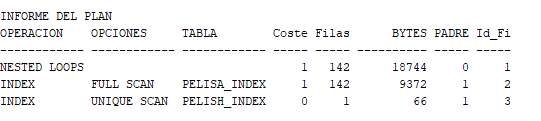 INFORME DEL PLAN
OPERACION OPCIONES TABLA Coste Filas BYTES PADRE Id_Fi
------------ ------------ ------------ ----- ----- ---------- ----- -----
NESTED LOOPS 1 142 18744 0 1
INDEX FULL SCAN PELISA_INDEX 1 142 9372 1 2
INDEX UNIQUE SCAN PELISH_INDEX 0 1 66 1 3